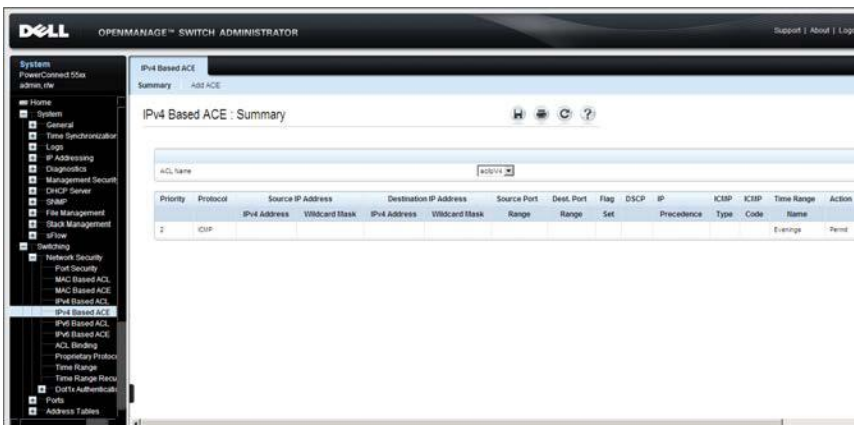 DELL OPENMANAGE™ SWITCH ADMINISTRATOR Support | About | Log
System
PowerConnect 55xx
admin, r/w
Home
System
General
Time Synchronization
Logs
IP Addressing
Diagnostics
Management Securit
DHCP Server
SNMP
File Management
Stack Management
sFlow
Switching
Network Security
Port Security
MAC Based ACL
MAC Based ACE
IPv4 Based ACL
IPv4 Based ACE
IPv6 Based ACL
IPv6 Based ACE
ACL Binding
Proprietary Protoco
Time Range
Time Range Recu
Dot1x Authenticati
Ports
Address Tables
IPv4 Based ACE
Summary Add ACE
IPv4 Based ACE : Summary
ACL Name
Priority Protocol Source IP Address Destination IP Address Source Port Dest. Port Flag DSCP IP ICMP ICMP Time Range Action
IPv4 Address Wildcard Mask IPv4 Address Wildcard Mask Range Range Set Precedence Type Code Name
2 ICMP Evenings Permit